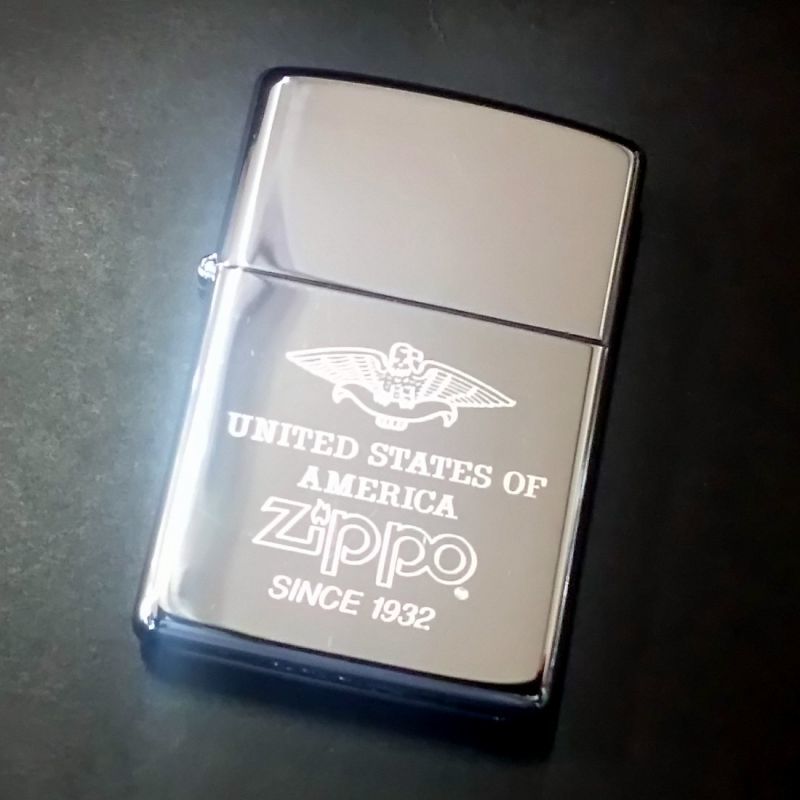 UNITED STATES OF
AMERICA
Zippo
SINCE 1932